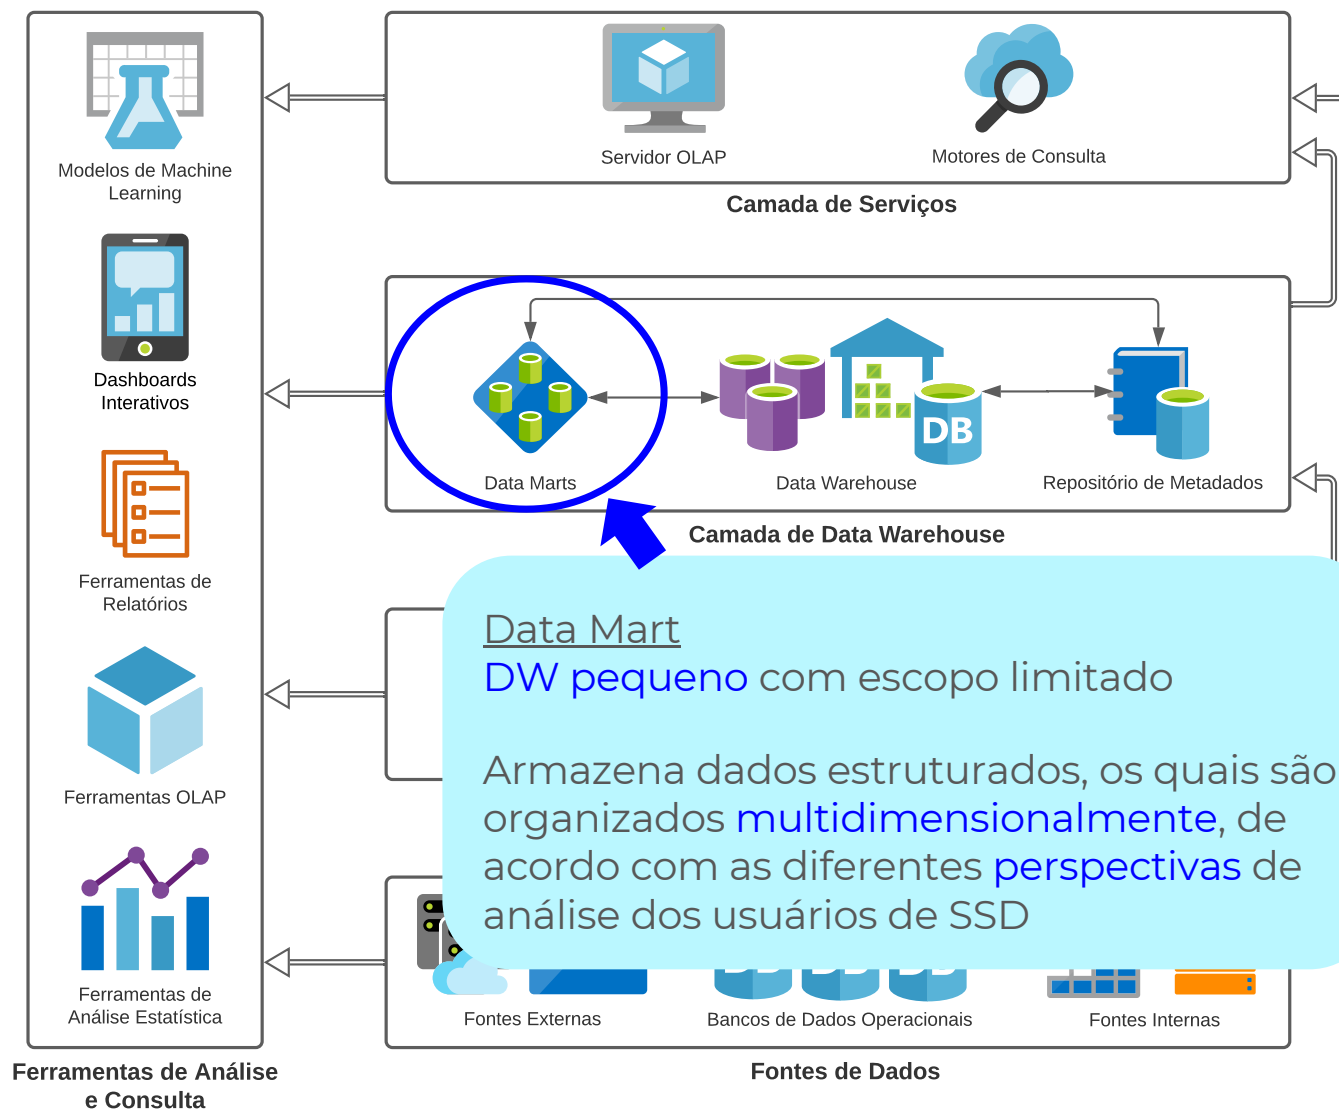 Modelos de Machine
Learning
Dashboards
Interativos
Ferramentas de
Relatórios
Ferramentas OLAP
Ferramentas de
Análise Estatística
Ferramentas de Análise
e Consulta
Servidor OLAP
Motores de Consulta
Camada de Serviços
Data Marts
DB
Data Warehouse
Repositório de Metadados
Camada de Data Warehouse
Data Mart
DW pequeno com escopo limitado
Armazena dados estruturados, os quais são
organizados multidimensionalmente, de
acordo com as diferentes perspectivas de
análise dos usuários de SSD
Fontes Externas
Bancos de Dados Operacionais
Fontes Internas
Fontes de Dados